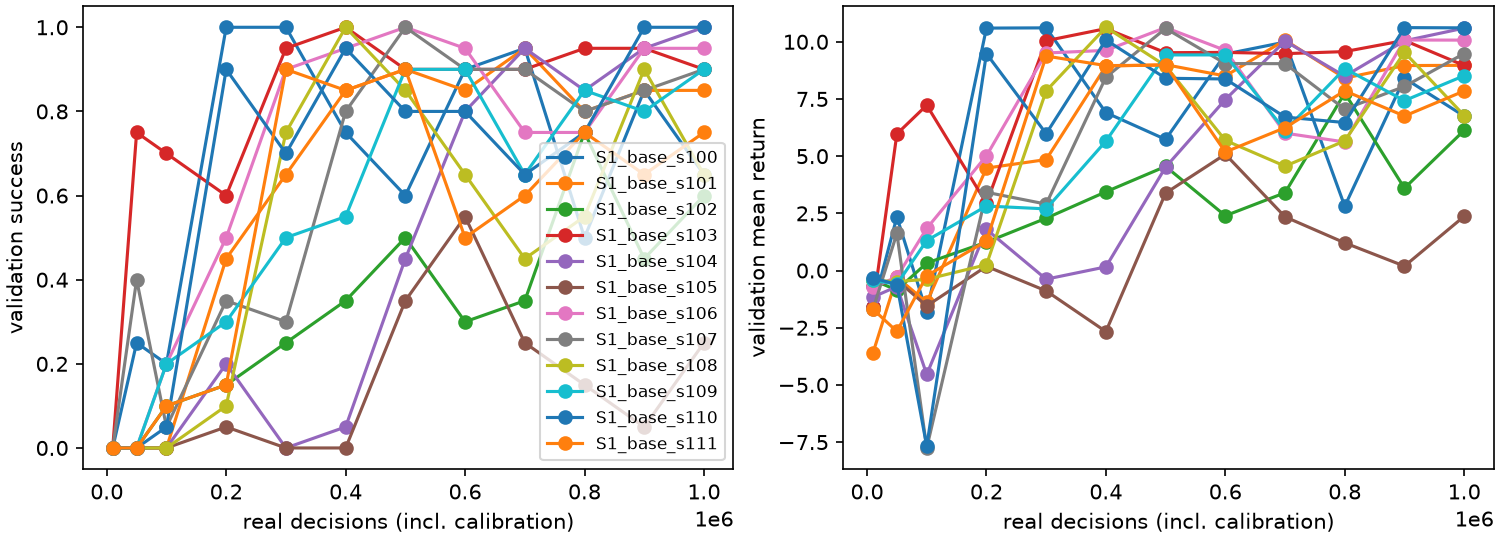 validation success
1.0
0.8
0.6
0.4
0.2
0.0
0.0 0.2 0.4 0.6 0.8 1.0
1e6
real decisions (incl. calibration)
S1_base_s100
S1_base_s101
S1_base_s102
S1_base_s103
S1_base_s104
S1_base_s105
S1_base_s106
S1_base_s107
S1_base_s108
S1_base_s109
S1_base_s110
S1_base_s111
validation mean return
10.0
7.5
5.0
2.5
0.0
−2.5
−5.0
−7.5
0.0 0.2 0.4 0.6 0.8 1.0
1e6
real decisions (incl. calibration)